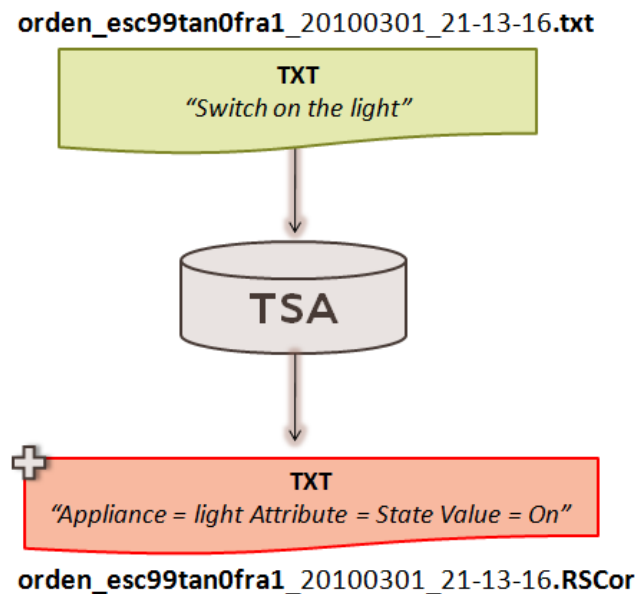 orden_esc99tan0fra1_20100301_21-13-16.txt
TXT
“Switch on the light”
TSA
TXT
“Appliance = light Attribute = State Value = On”
orden_esc99tan0fra1_20100301_21-13-16.RSCor